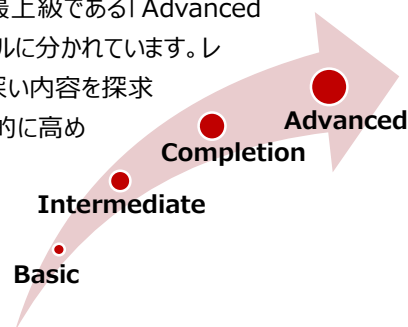 最上級である「Advanced
ルに分かれています。レ
深い内容を探求
的に高め
Advanced
Completion
Intermediate
Basic